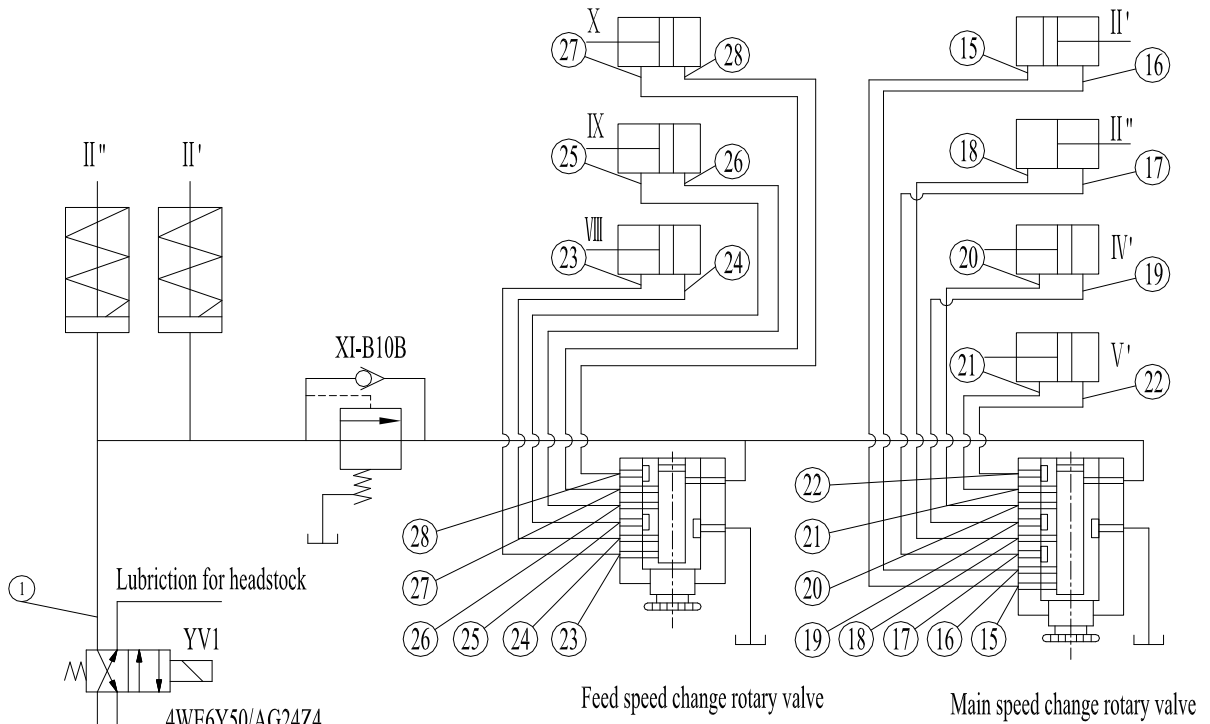 X
27
28
15
II'
16
IX
25
26
18
II"
17
II"
II'
VIII
23
24
20
IV'
19
XI-B10B
21
V'
22
28
27
26
25
24
23
22
21
20
19
18
17
16
15
1
Lubriction for headstock
YV1
4WE6Y50/AG24Z4
Feed speed change rotary valve
Main speed change rotary valve